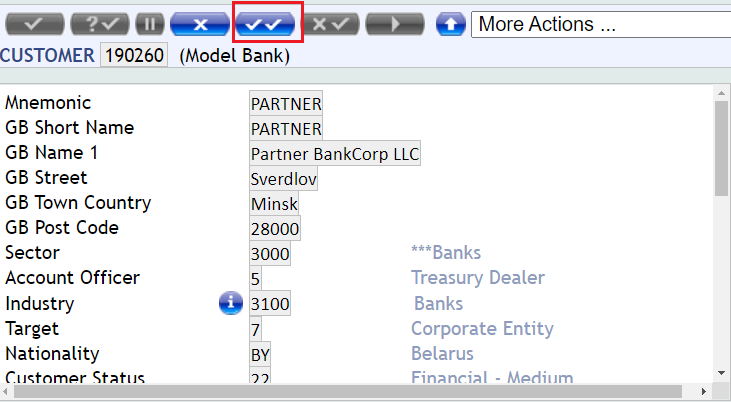 More Actions ...
CUSTOMER 190260 (Model Bank)
Mnemonic PARTNER
GB Short Name PARTNER
GB Name 1 Partner BankCorp LLC
GB Street Sverdlov
GB Town Country Minsk
GB Post Code 28000
Sector 3000 ***Banks
Account Officer 5 Treasury Dealer
Industry 3100 Banks
Target 7 Corporate Entity
Nationality BY Belarus
Customer Status 22 Financial - Medium